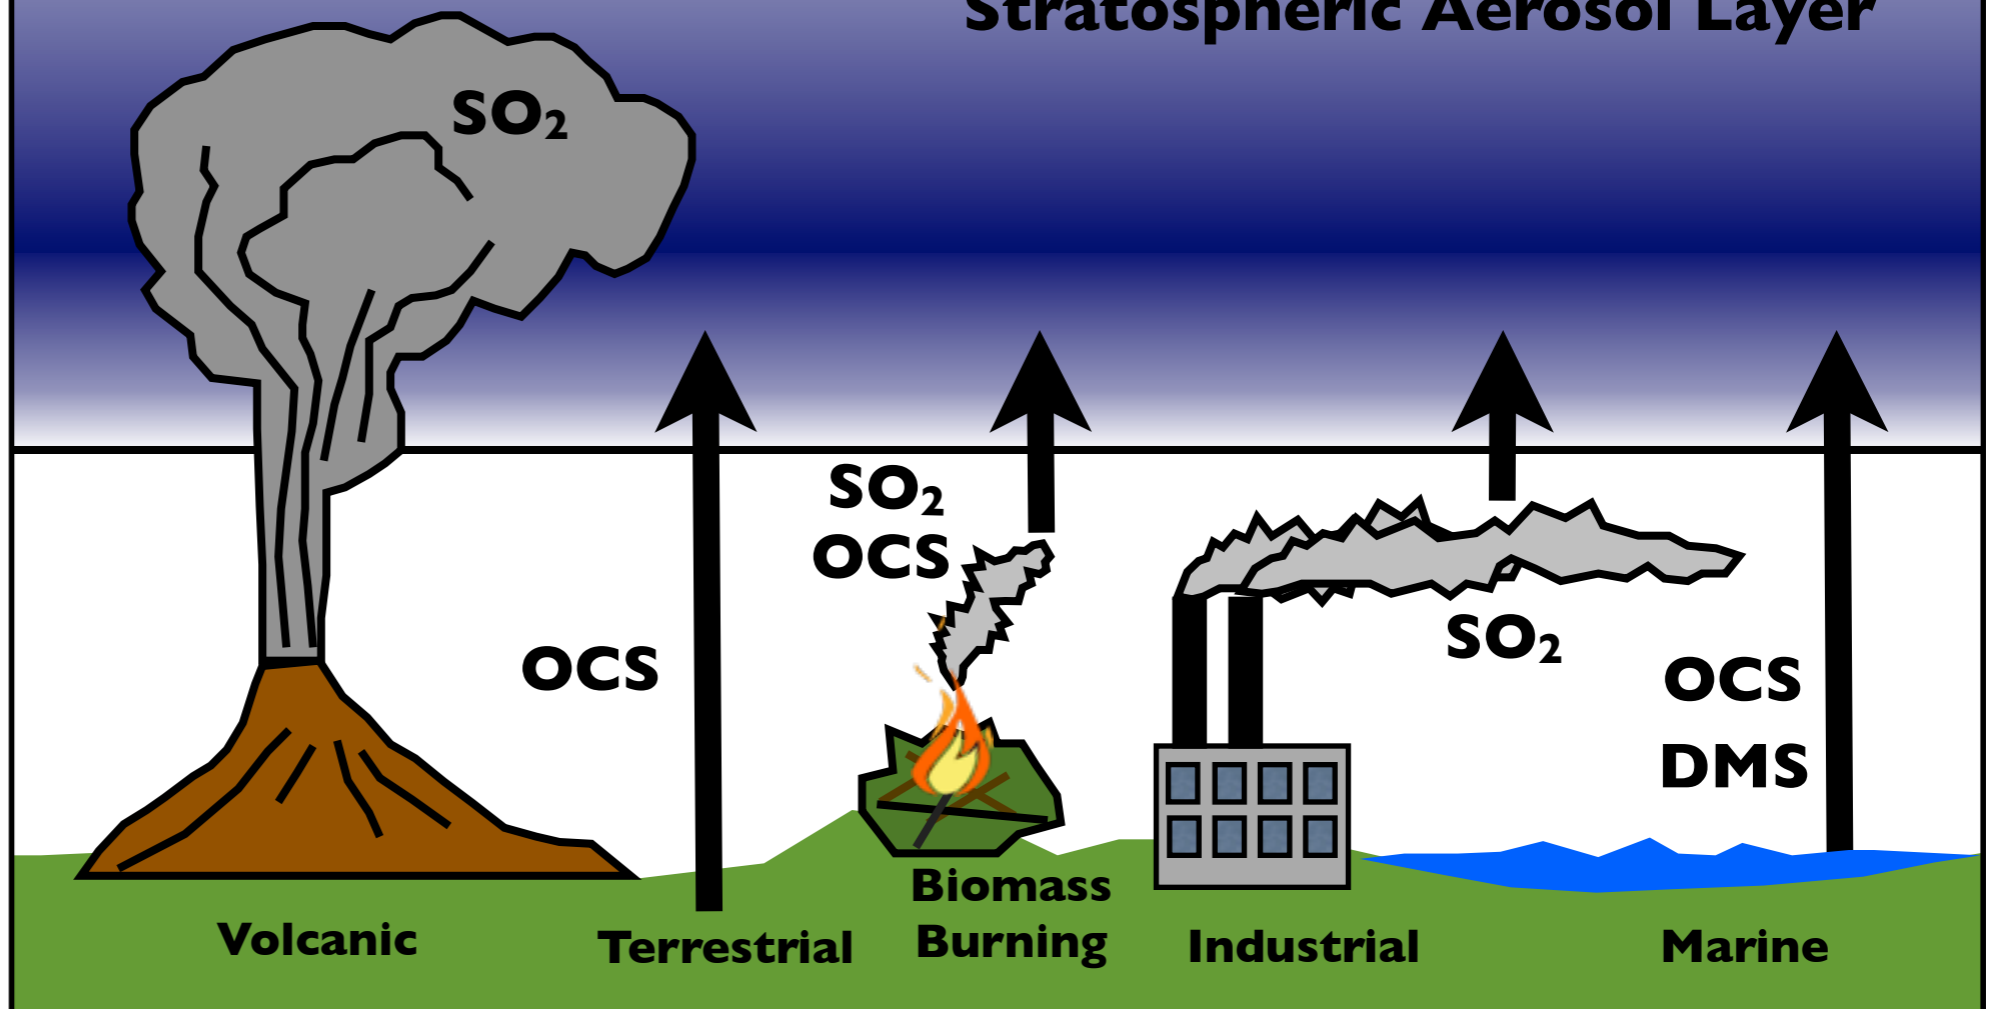 Stratospheric Aerosol Layer
SO₂
SO₂
OCS
OCS
SO₂
OCS
DMS
Volcanic
Terrestrial
Biomass
Burning
Industrial
Marine